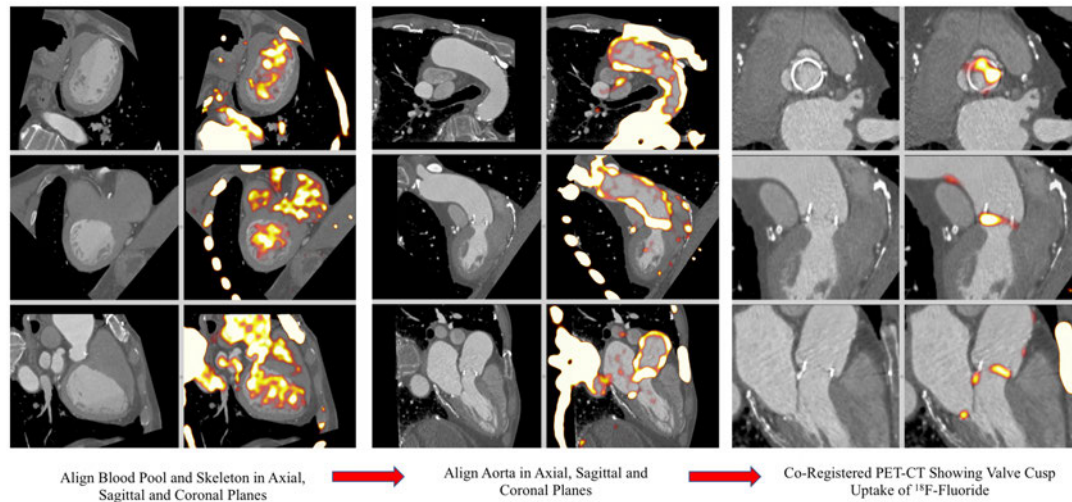 Align Blood Pool and Skeleton in Axial,
Sagittal and Coronal Planes
Align Aorta in Axial, Sagittal and
Coronal Planes
Co-Registered PET-CT Showing Valve Cusp
Uptake of ¹⁸F-Fluoride